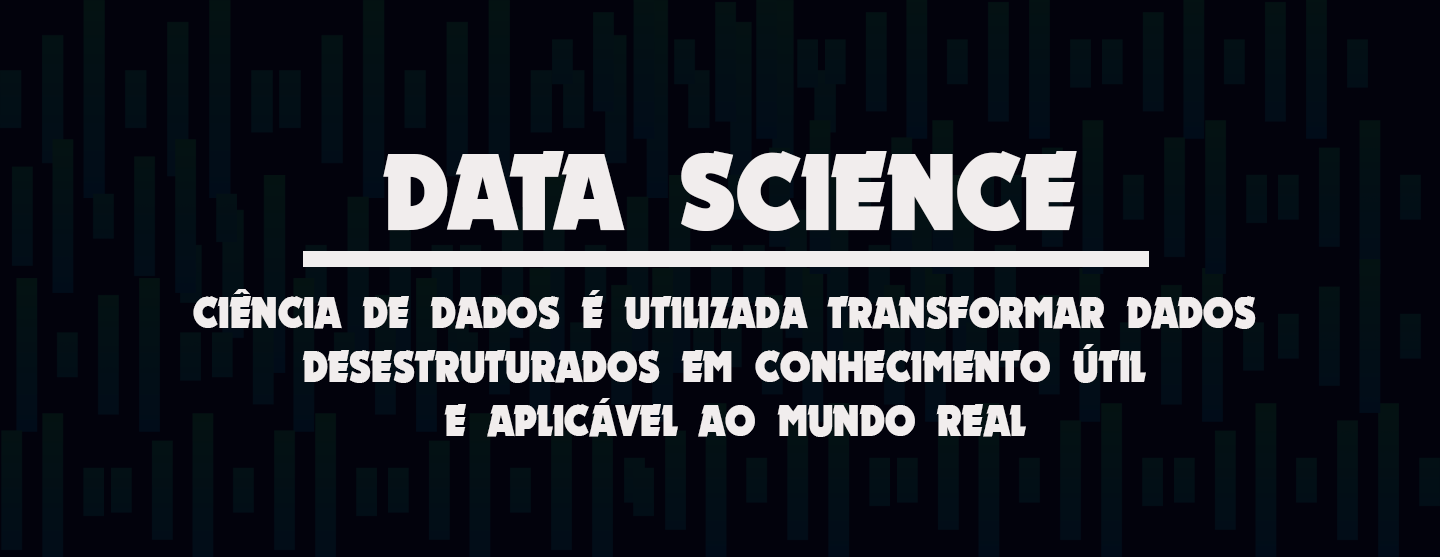 DATA SCIENCE
CIÊNCIA DE DADOS É UTILIZADA TRANSFORMAR DADOS
DESESTRUTURADOS EM CONHECIMENTO ÚTIL
E APLICÁVEL AO MUNDO REAL